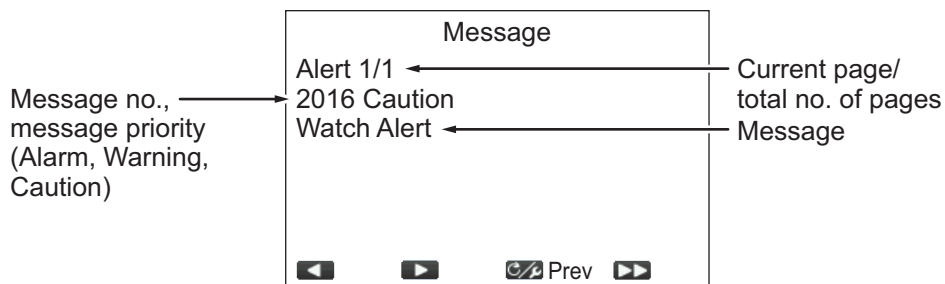 Message
Alert 1/1
2016 Caution
Watch Alert
Prev
Message no.,
message priority
(Alarm, Warning,
Caution)
Current page/
total no. of pages
Message